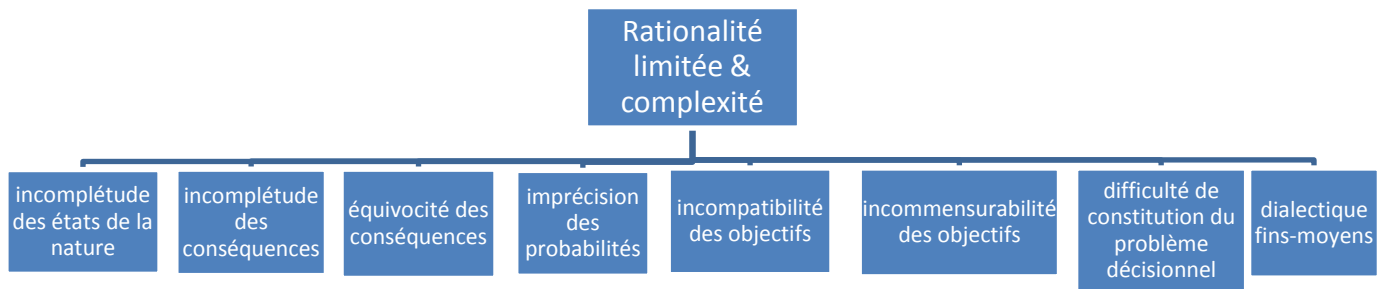 Rationalité
limitée &
complexité
incomplétude
des états de la
nature
incomplétude
des
conséquences
équivocité des
conséquences
imprécision
des
probabilités
incompatibilité
des objectifs
incommensurabilité
des objectifs
difficulté de
constitution du
problème
décisionnel
dialectique
fins-moyens